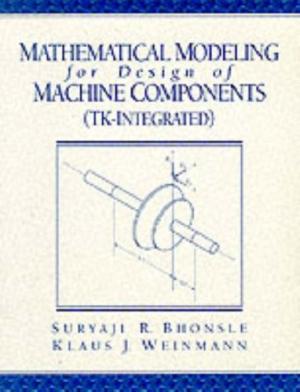 MATHEMATICAL MODELING
for Design of
MACHINE COMPONENTS
(TK-INTEGRATED)
SURYAJI R. BHONSLE
KLAUS J. WEINMANN